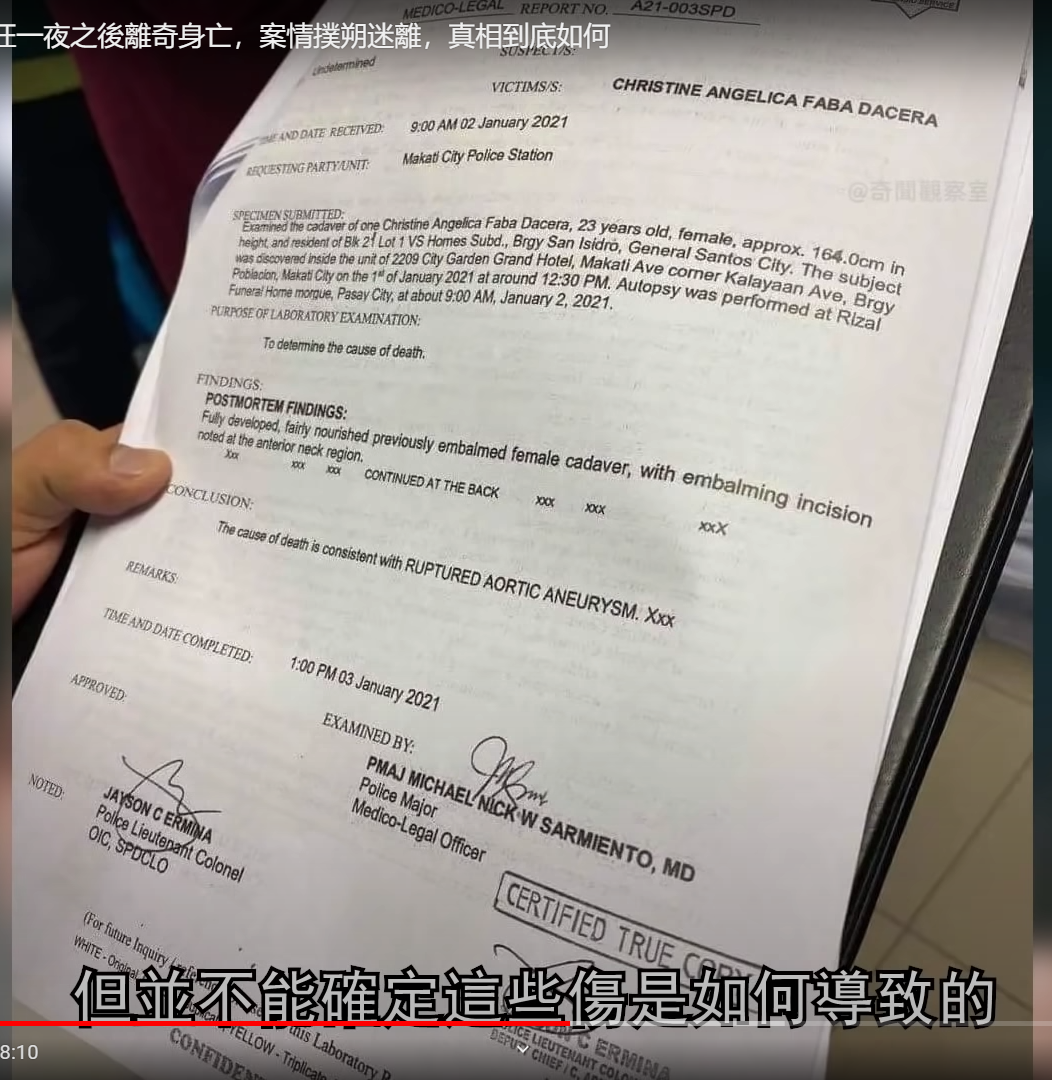 MEDICO-LEGAL REPORT NO. A21-003SPD
狂一夜之後離奇身亡，案情撲朔迷離，真相到底如何
SUSPECT/S:
Undetermined
VICTIMS/S: CHRISTINE ANGELICA FABA DACERA
TIME AND DATE RECEIVED: 9:00 AM 02 January 2021
REQUESTING PARTY/UNIT: Makati City Police Station
@奇聞觀察室
SPECIMEN SUBMITTED:
Examined the cadaver of one Christine Angelica Faba Dacera, 23 years old, female, approx. 164.0cm in
height, and resident of Blk 21 Lot 1 VS Homes Subd., Brgy San Isidro, General Santos City. The subject
was discovered inside the unit of 2209 City Garden Grand Hotel, Makati Ave corner Kalayaan Ave, Brgy
Poblacion, Makati City on the 1st of January 2021 at around 12:30 PM. Autopsy was performed at Rizal
Funeral Home morgue, Pasay City, at about 9:00 AM, January 2, 2021.
PURPOSE OF LABORATORY EXAMINATION:
To determine the cause of death.
FINDINGS:
POSTMORTEM FINDINGS:
Fully developed, fairly nourished previously embalmed female cadaver, with embalming incision
noted at the anterior neck region.
Xxx xxx xxx CONTINUED AT THE BACK xxx xxx xxX
CONCLUSION:
The cause of death is consistent with RUPTURED AORTIC ANEURYSM. Xxx
REMARKS:
TIME AND DATE COMPLETED: 1:00 PM 03 January 2021
APPROVED:
EXAMINED BY:
PMAJ MICHAEL NICK W SARMIENTO, MD
Police Major
Medico-Legal Officer
NOTED:
JAYSON C ERMINA
Police Lieutenant Colonel
OIC, SPDCLO
CERTIFIED TRUE COPY
(For future Inquiry
WHITE - Original
YELLOW - Triplicate
this Laboratory
但並不能確定這些傷是如何導致的
C ERMINA
POLICE LIEUTENANT COLO
DEPUTY CHIEF
CONFIDEN
8:10